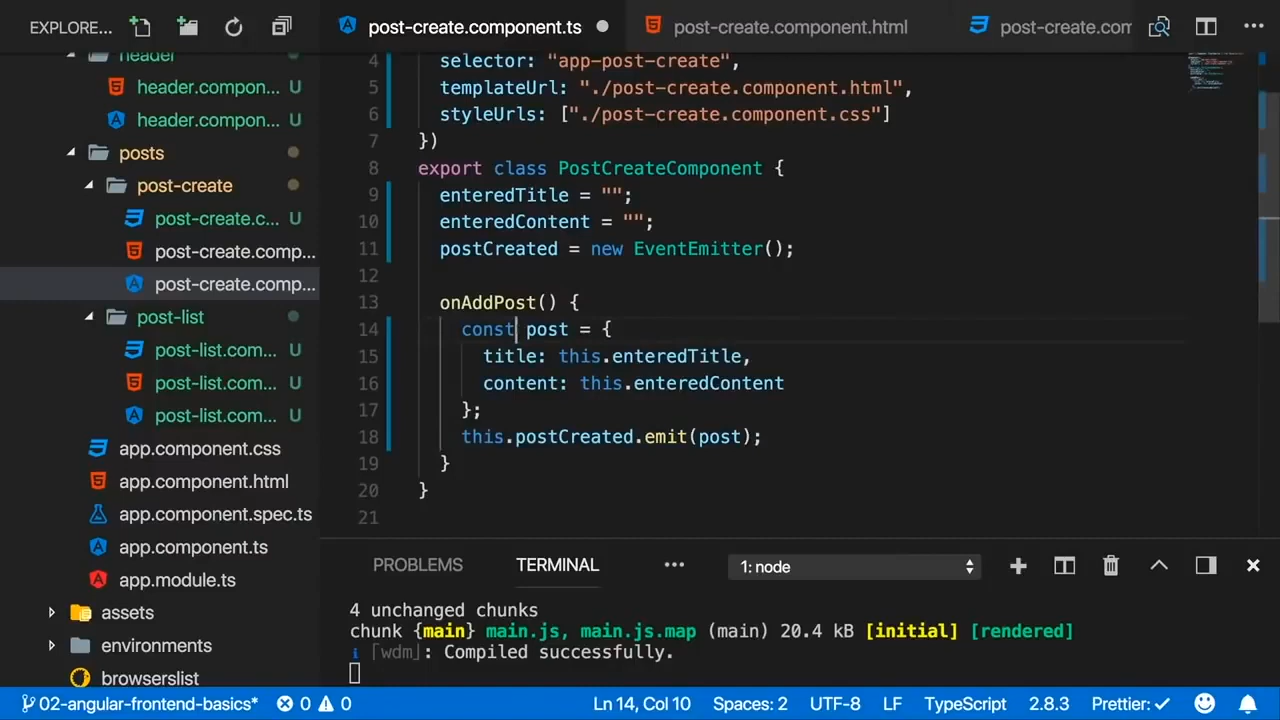 EXPLORE...
post-create.component.ts
post-create.component.html
post-create.com
header
header.compon... U
header.compon... U
posts
post-create
post-create.c... U
post-create.comp...
post-create.comp...
post-list
post-list.com... U
post-list.com... U
post-list.com... U
app.component.css
app.component.html
app.component.spec.ts
app.component.ts
app.module.ts
assets
environments
browserslist
4 selector: "app-post-create",
5 templateUrl: "./post-create.component.html",
6 styleUrls: ["./post-create.component.css"]
7 })
8 export class PostCreateComponent {
9 enteredTitle = "";
10 enteredContent = "";
11 postCreated = new EventEmitter();
12
13 onAddPost() {
14 const post = {
15 title: this.enteredTitle,
16 content: this.enteredContent
17 };
18 this.postCreated.emit(post);
19 }
20 }
21
PROBLEMS TERMINAL ... 1: node
4 unchanged chunks
chunk {main} main.js, main.js.map (main) 20.4 kB [initial] [rendered]
i ｢wdm｣: Compiled successfully.
02-angular-frontend-basics* 0 0 Ln 14, Col 10 Spaces: 2 UTF-8 LF TypeScript 2.8.3 Prettier: ✓